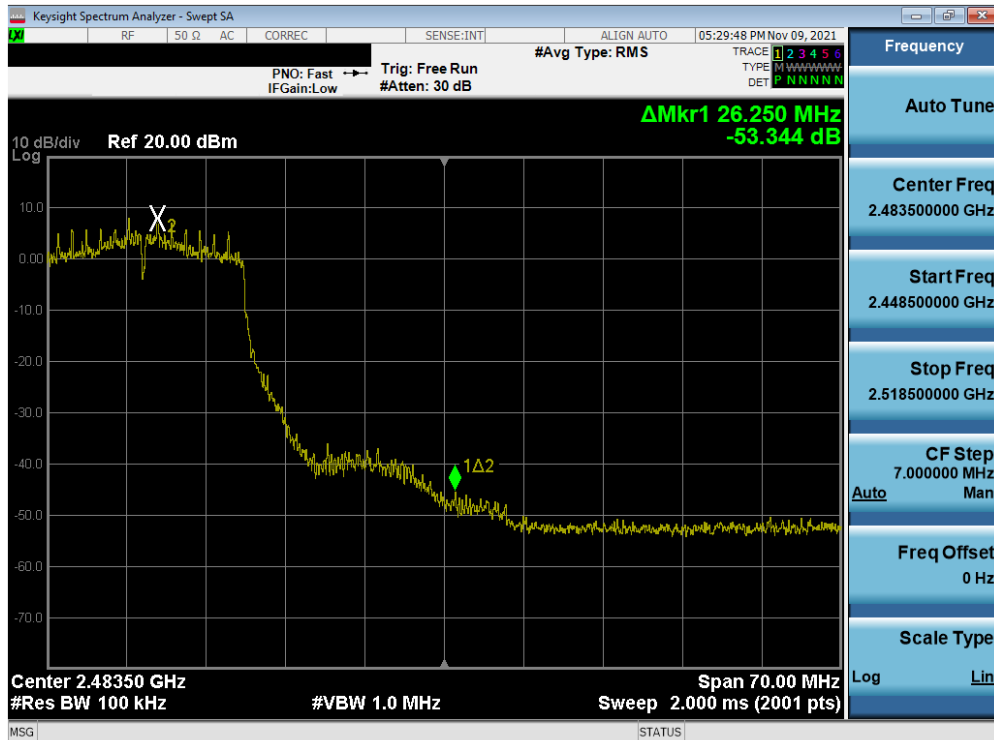 Keysight Spectrum Analyzer - Swept SA
LXI RF 50 Ω AC CORREC SENSE:INT ALIGN AUTO 05:29:48 PM Nov 09, 2021
#Avg Type: RMS
TRACE 1 2 3 4 5 6
TYPE M W W W W W
DET P N N N N N
PNO: Fast
IFGain:Low
Trig: Free Run
#Atten: 30 dB
ΔMkr1 26.250 MHz
-53.344 dB
10 dB/div
Log
Ref 20.00 dBm
10.0
0.00
-10.0
-20.0
-30.0
-40.0
-50.0
-60.0
-70.0
X2
1Δ2
Center 2.48350 GHz
#Res BW 100 kHz
#VBW 1.0 MHz
Span 70.00 MHz
Sweep 2.000 ms (2001 pts)
MSG
STATUS
Frequency
Auto Tune
Center Freq
2.483500000 GHz
Start Freq
2.448500000 GHz
Stop Freq
2.518500000 GHz
CF Step
7.000000 MHz
Auto Man
Freq Offset
0 Hz
Scale Type
Log Lin